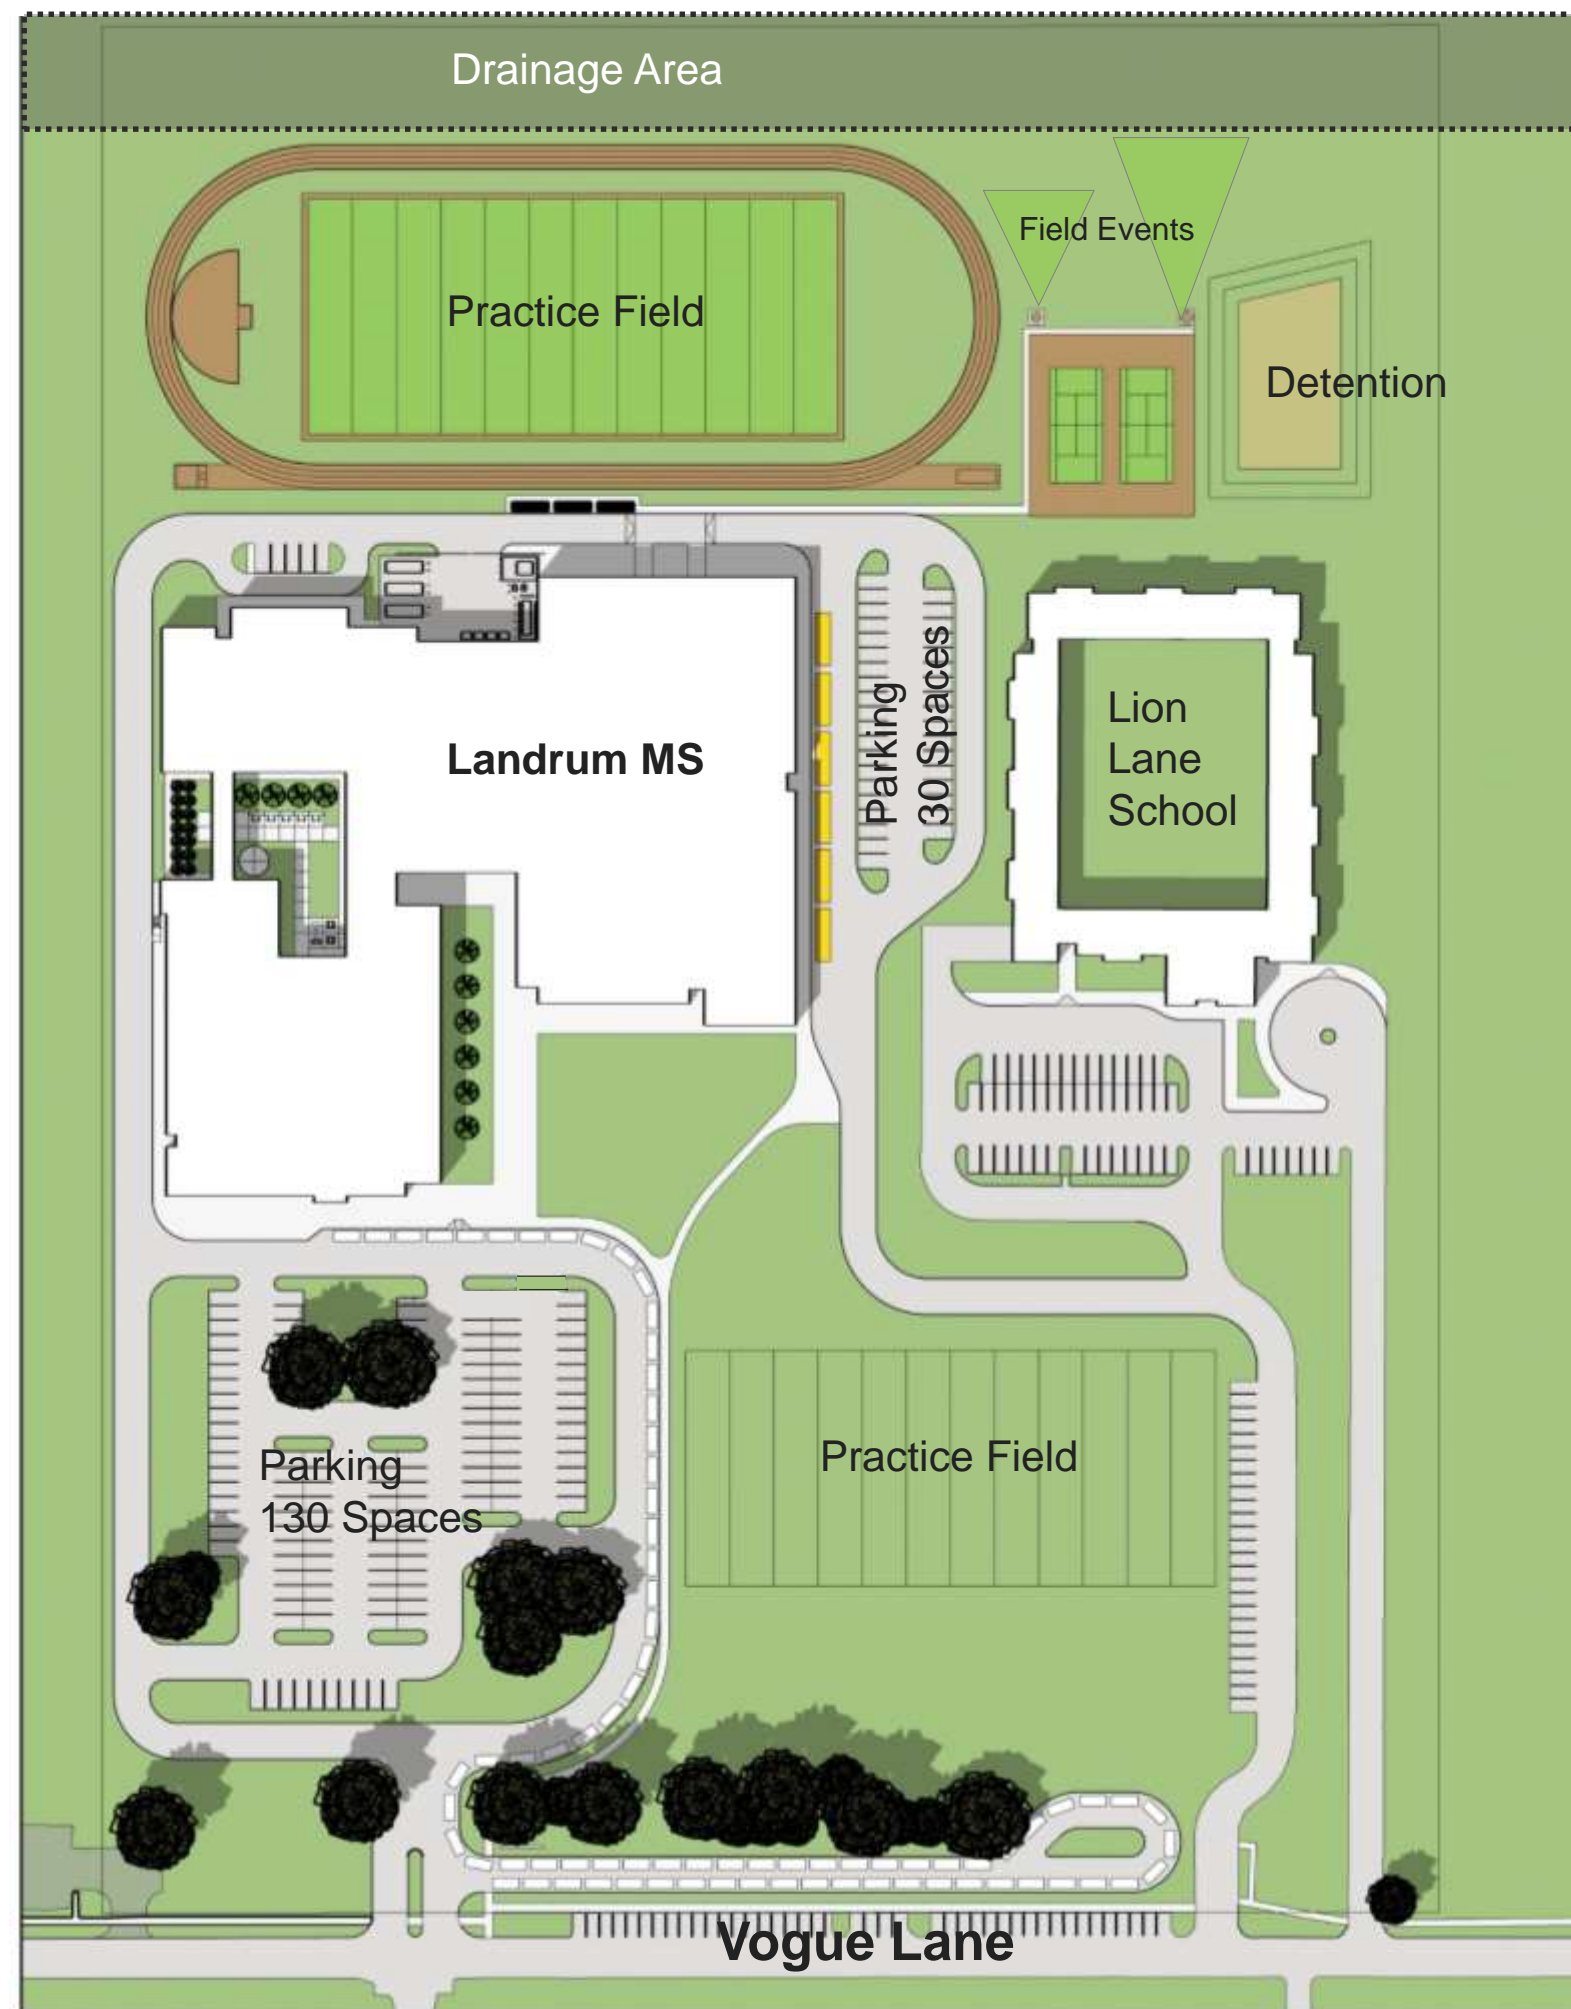 Drainage Area
Field Events
Practice Field
Detention
Parking
30 Spaces
Lion
Lane
School
Landrum MS
Practice Field
Parking
130 Spaces
Vogue Lane